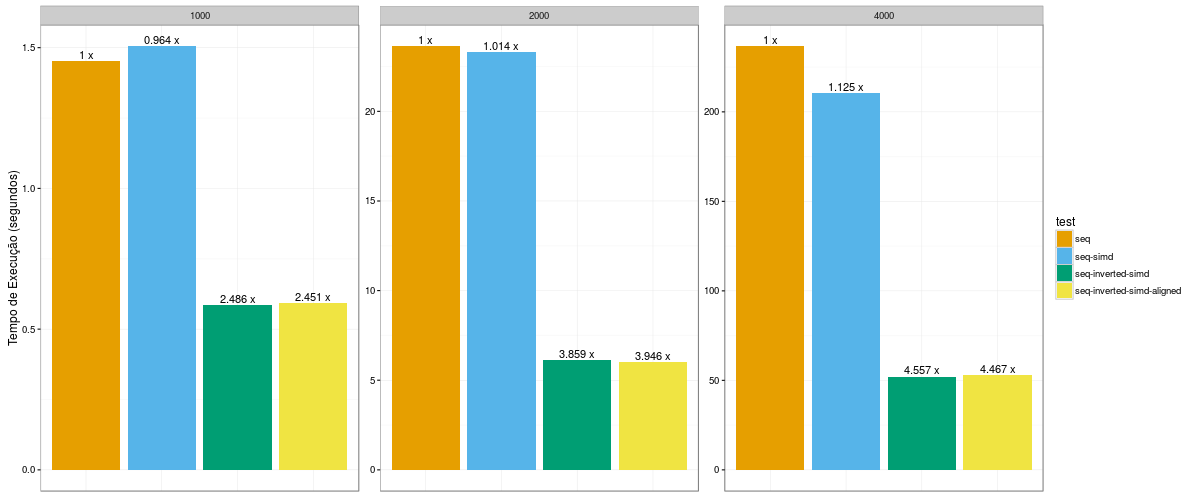 1000
2000
4000
Tempo de Execução (segundos)
1.5
1.0
0.5
0.0
1 x
0.964 x
2.486 x
2.451 x
20
15
10
5
0
1 x
1.014 x
3.859 x
3.946 x
200
150
100
50
0
1 x
1.125 x
4.557 x
4.467 x
test
seq
seq-simd
seq-inverted-simd
seq-inverted-simd-aligned